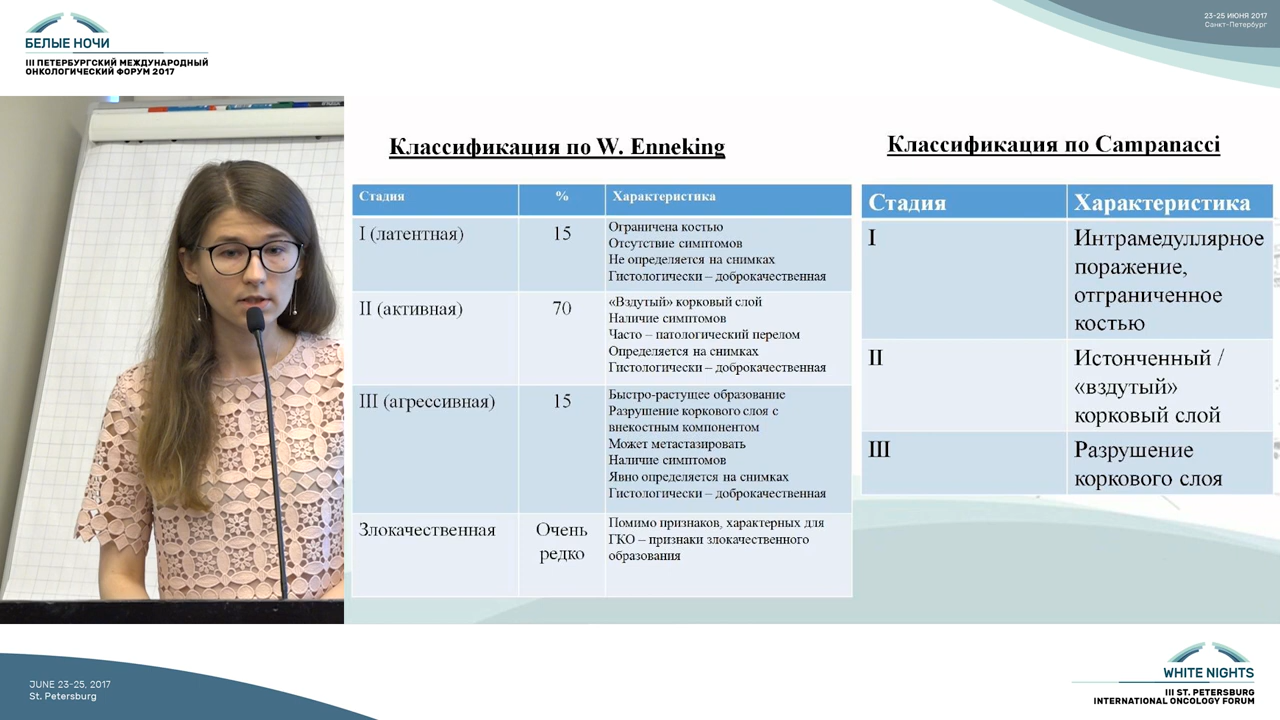 БЕЛЫЕ НОЧИ
III ПЕТЕРБУРГСКИЙ МЕЖДУНАРОДНЫЙ
ОНКОЛОГИЧЕСКИЙ ФОРУМ 2017
23-25 ИЮНЯ 2017
Санкт-Петербург
Классификация по W. Enneking
Стадия
%
Характеристика
I (латентная)
15
Ограничена костью
Отсутствие симптомов
Не определяется на снимках
Гистологически – доброкачественная
II (активная)
70
«Вздутый» корковый слой
Наличие симптомов
Часто – патологический перелом
Определяется на снимках
Гистологически – доброкачественная
III (агрессивная)
15
Быстро-растущее образование
Разрушение коркового слоя с
внекостным компонентом
Может метастазировать
Наличие симптомов
Явно определяется на снимках
Гистологически – доброкачественная
Злокачественная
Очень
редко
Помимо признаков, характерных для
ГКО – признаки злокачественного
образования
Классификация по Campanacci
Стадия
Характеристика
I
Интрамедуллярное
поражение,
отграниченное
костью
II
Истонченный /
«вздутый»
корковый слой
III
Разрушение
коркового слоя
JUNE 23-25, 2017
St. Petersburg
WHITE NIGHTS
III ST. PETERSBURG
INTERNATIONAL ONCOLOGY FORUM